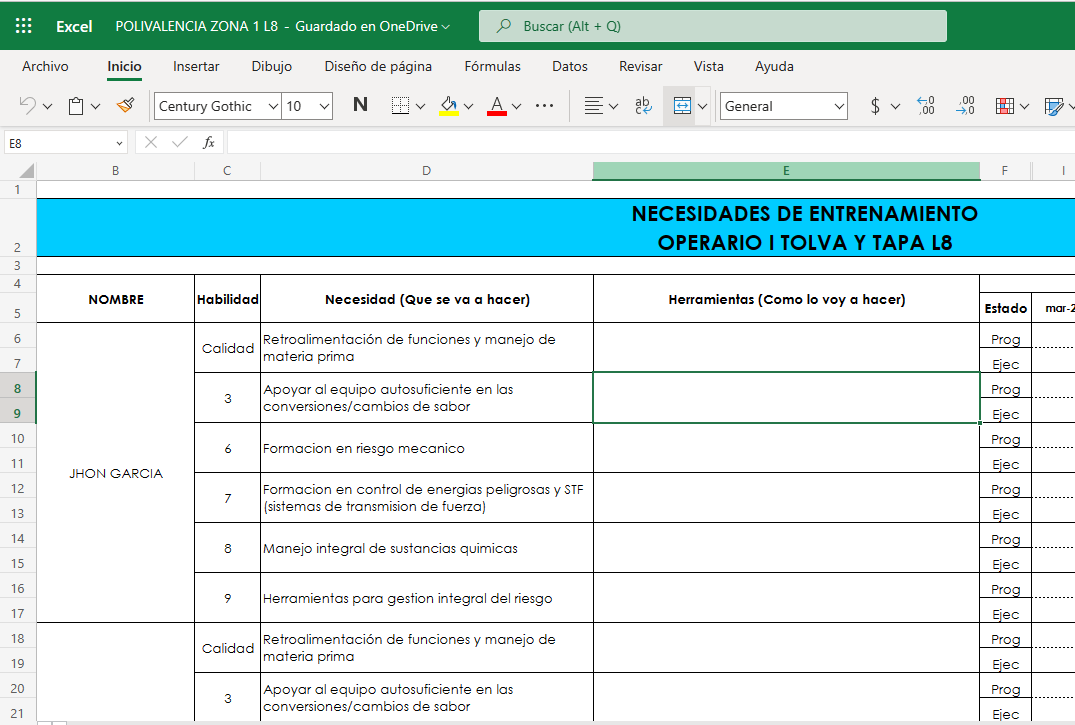 Excel POLIVALENCIA ZONA 1 L8 - Guardado en OneDrive Buscar (Alt + Q)
Archivo Inicio Insertar Dibujo Diseño de página Fórmulas Datos Revisar Vista Ayuda
Century Gothic 10 N A ab General $ 00 00
E8 fx
B C D E F I
1
2 NECESIDADES DE ENTRENAMIENTO
OPERARIO I TOLVA Y TAPA L8
3
4
5
NOMBRE Habilidad Necesidad (Que se va a hacer) Herramientas (Como lo voy a hacer) Estado mar-2
6 Prog
7 Ejec
Calidad Retroalimentación de funciones y manejo de
materia prima
8 Prog
9 Ejec
3 Apoyar al equipo autosuficiente en las
conversiones/cambios de sabor
10 Prog
11 Ejec
6 Formacion en riesgo mecanico
JHON GARCIA
12 Prog
13 Ejec
7 Formacion en control de energias peligrosas y STF
(sistemas de transmision de fuerza)
14 Prog
15 Ejec
8 Manejo integral de sustancias quimicas
16 Prog
17 Ejec
9 Herramientas para gestion integral del riesgo
18 Prog
19 Ejec
Calidad Retroalimentación de funciones y manejo de
materia prima
20 Prog
21 Ejec
3 Apoyar al equipo autosuficiente en las
conversiones/cambios de sabor